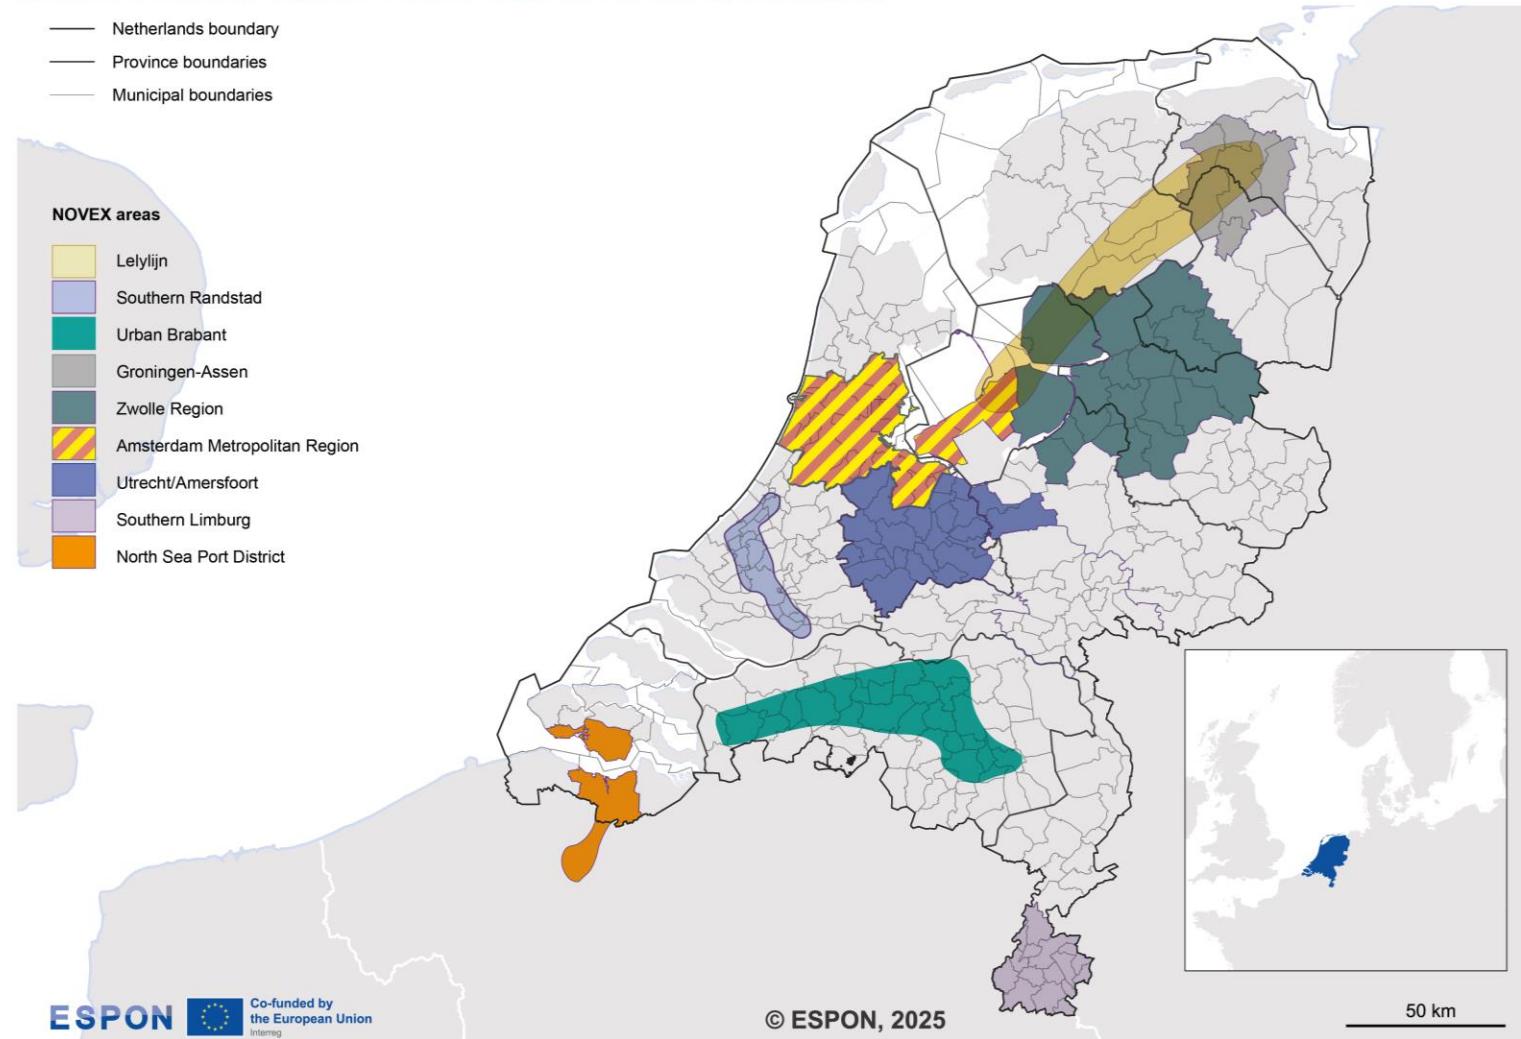 Netherlands boundary
Province boundaries
Municipal boundaries
NOVEX areas
Lelylijn
Southern Randstad
Urban Brabant
Groningen-Assen
Zwolle Region
Amsterdam Metropolitan Region
Utrecht/Amersfoort
Southern Limburg
North Sea Port District
ESPON
Co-funded by
the European Union
Interreg
© ESPON, 2025
50 km